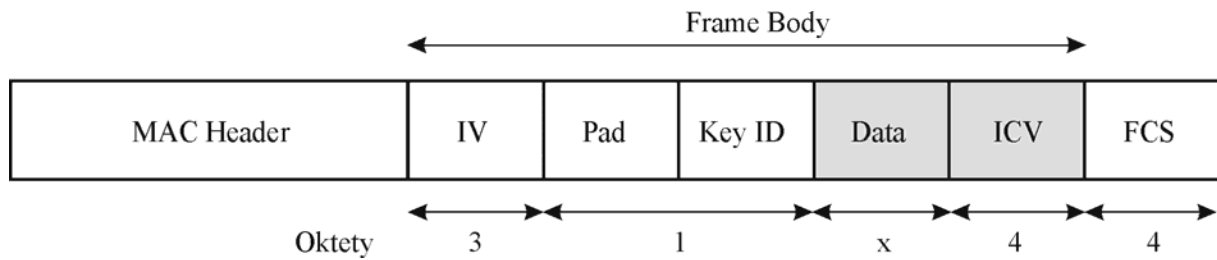 Frame Body
MAC Header IV Pad Key ID Data ICV FCS
Oktety 3 1 x 4 4